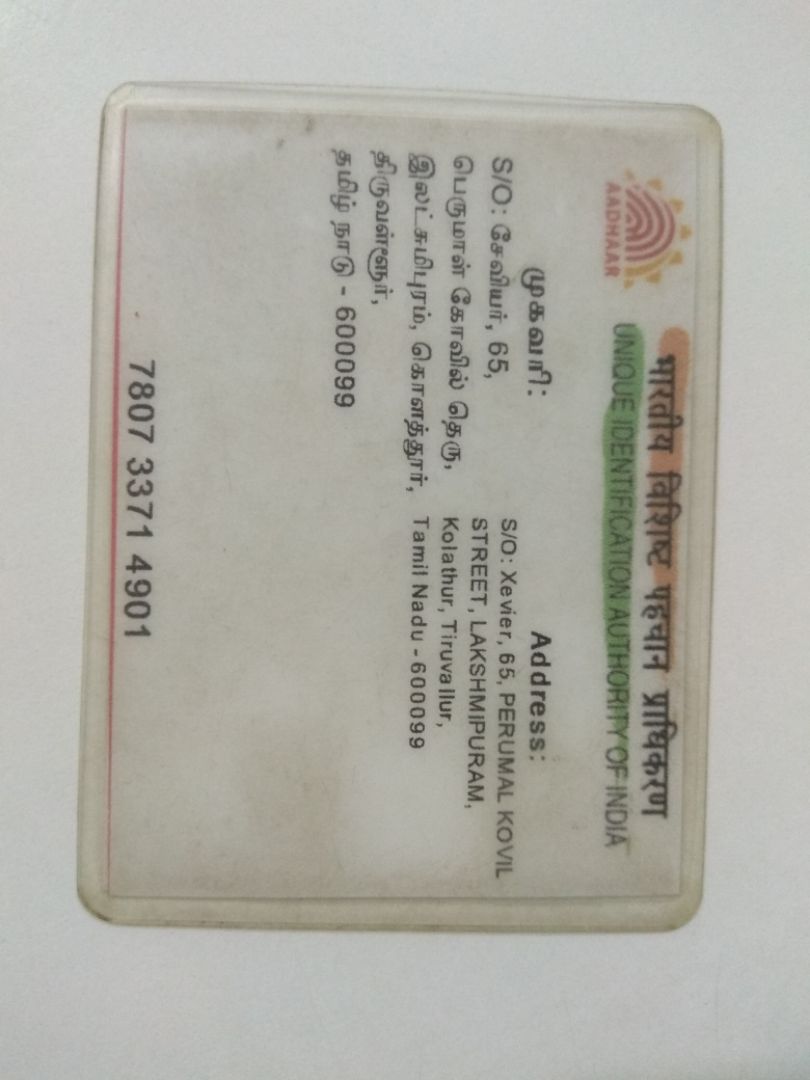 भारतीय विशिष्ट पहचान प्राधिकरण
UNIQUE IDENTIFICATION AUTHORITY OF INDIA
AADHAAR
முகவரி:
S/O: சேவியர், 65,
பெருமாள் கோவில் தெரு,
இலட்சுமிபுரம், கொளத்தூர்,
திருவள்ளூர்,
தமிழ் நாடு - 600099
Address:
S/O: Xevier, 65, PERUMAL KOVIL
STREET, LAKSHMIPURAM,
Kolathur, Tiruvallur,
Tamil Nadu - 600099
7807 3371 4901